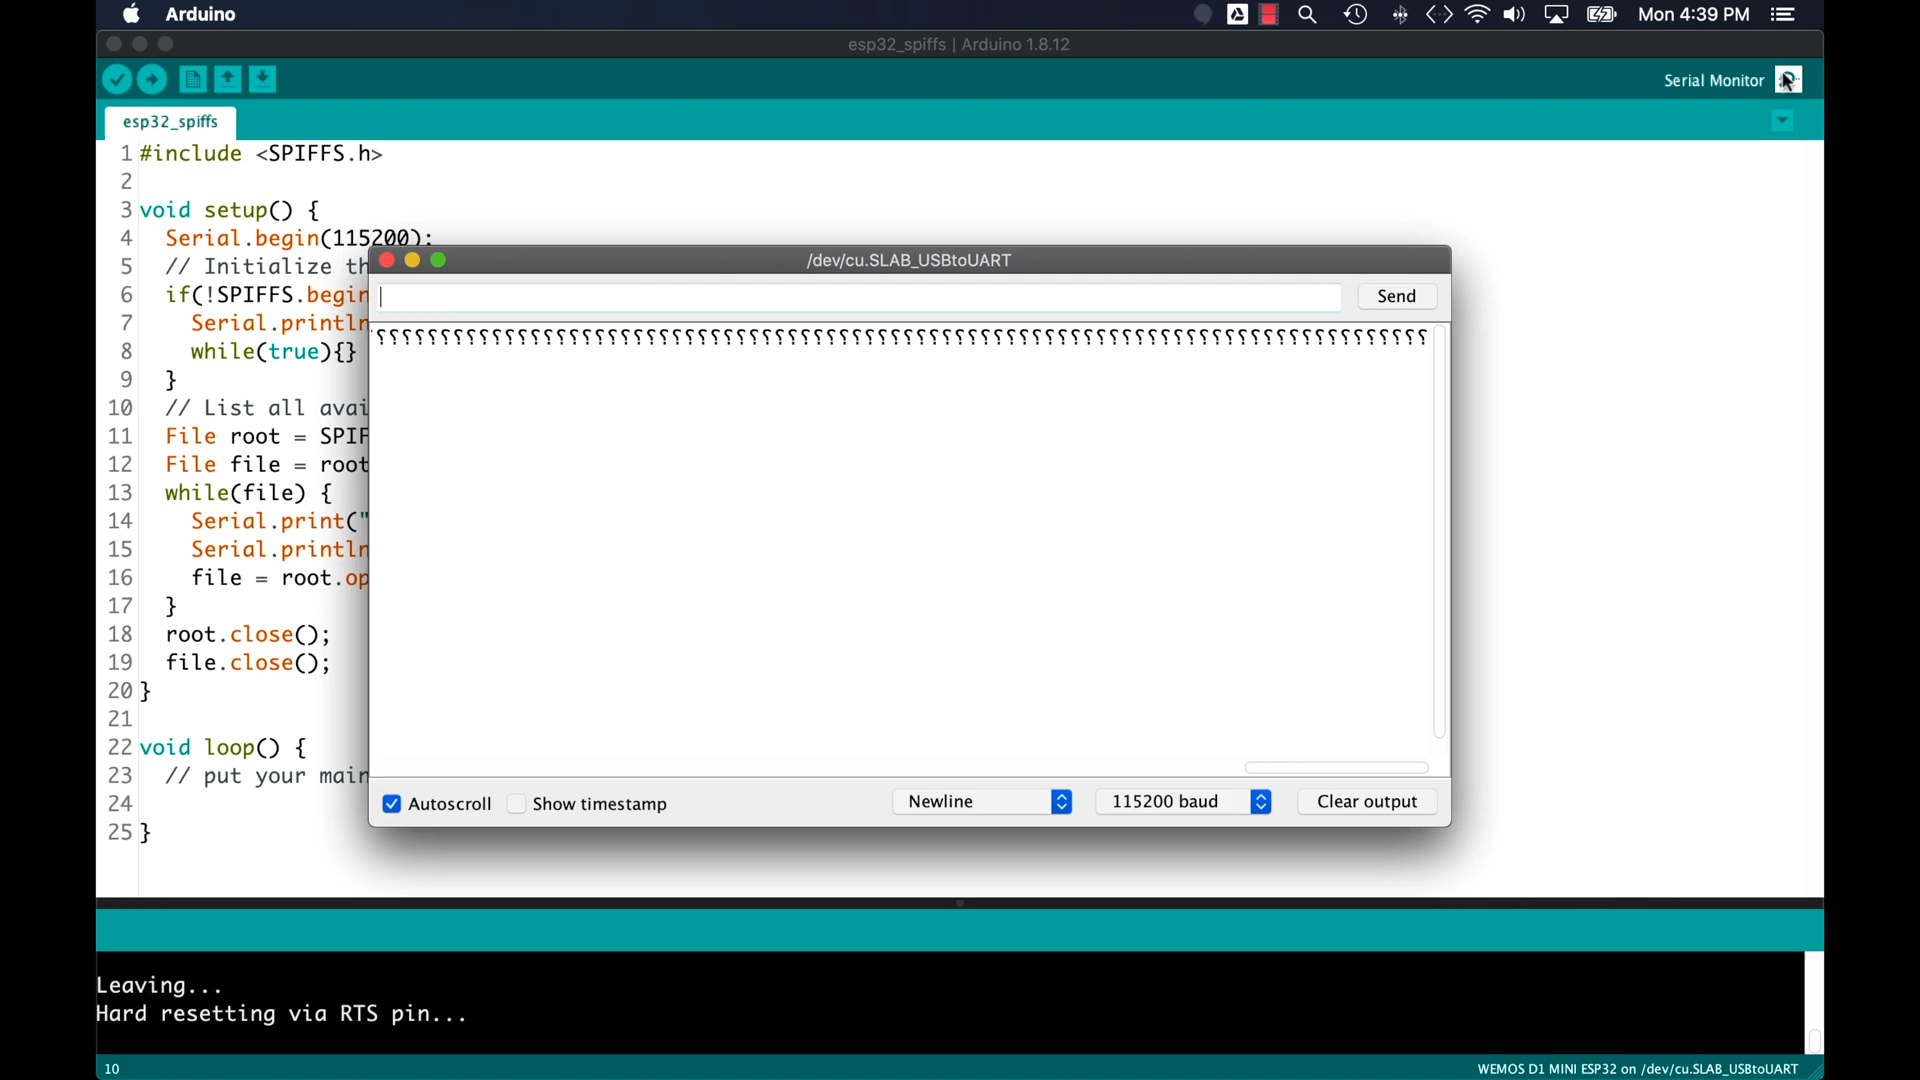 Arduino
Mon 4:39 PM
esp32_spiffs | Arduino 1.8.12
Serial Monitor
esp32_spiffs
1 #include <SPIFFS.h>
2
3 void setup() {
4 Serial.begin(115200);
5 // Initialize th
6 if(!SPIFFS.begin
7 Serial.println
8 while(true){}
9 }
10 // List all avai
11 File root = SPIF
12 File file = root
13 while(file) {
14 Serial.print("
15 Serial.println
16 file = root.op
17 }
18 root.close();
19 file.close();
20 }
21
22 void loop() {
23 // put your main
24
25 }
/dev/cu.SLAB_USBtoUART
Send
Autoscroll
Show timestamp
Newline
115200 baud
Clear output
Leaving...
Hard resetting via RTS pin...
10
WEMOS D1 MINI ESP32 on /dev/cu.SLAB_USBtoUART